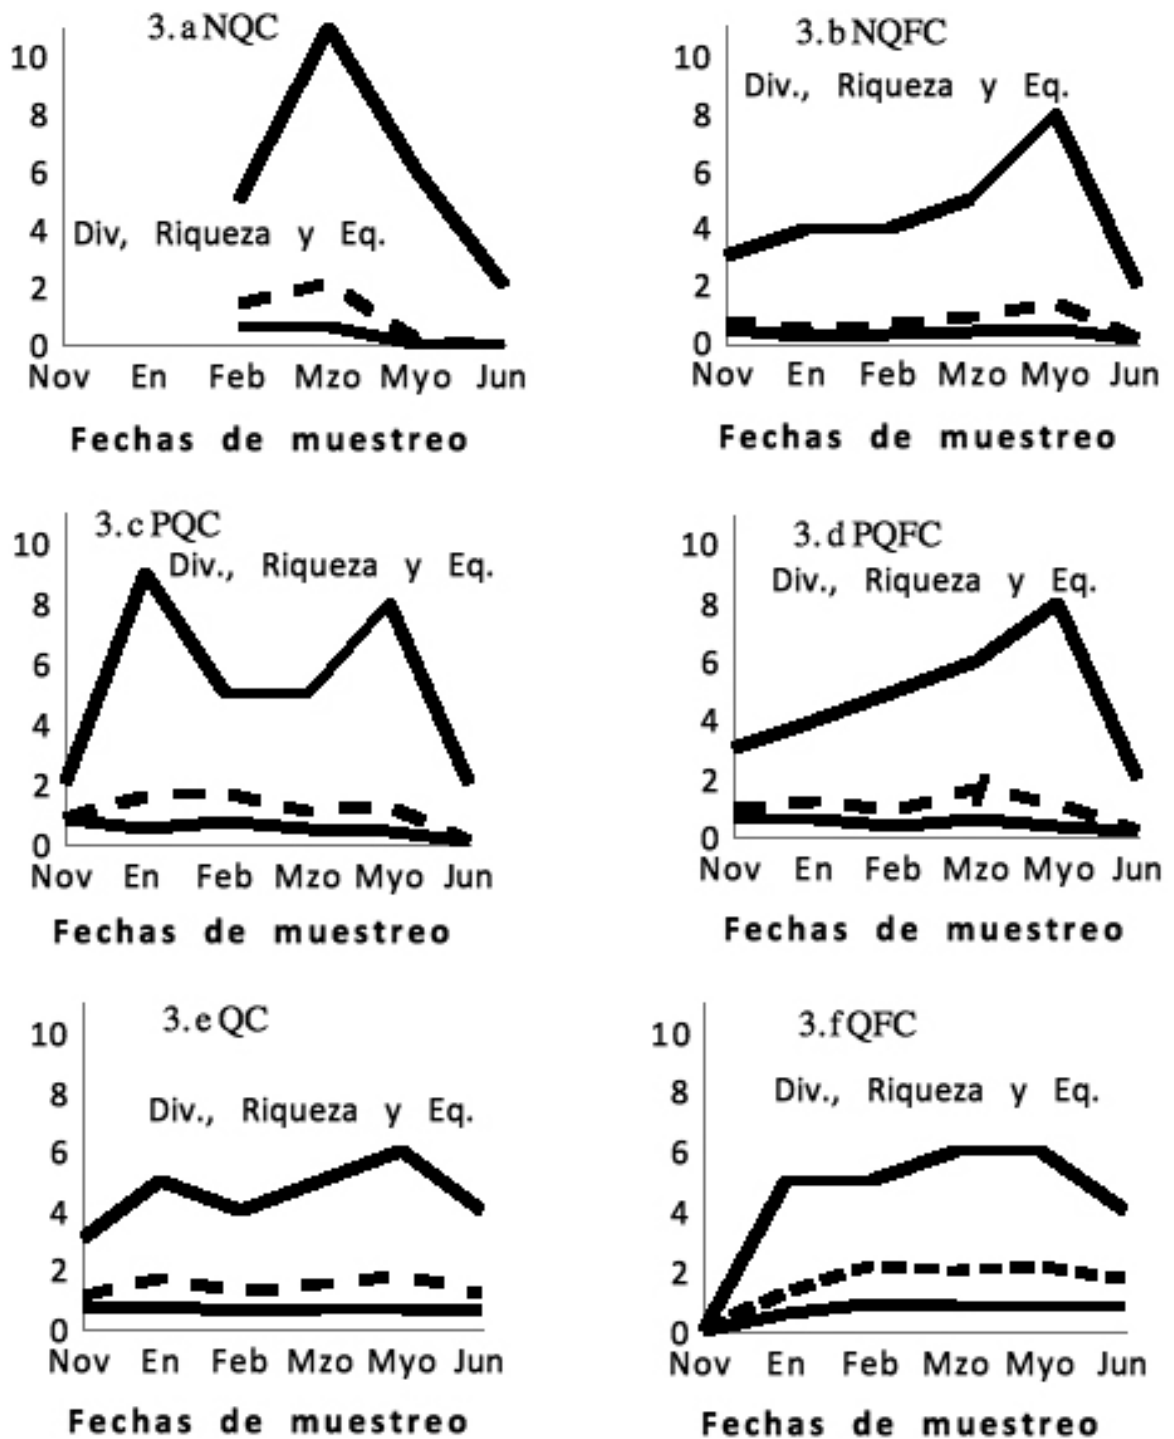 3.a NQC
10
8
6
4
2
0
Div, Riqueza y Eq.
Nov En Feb Mzo Myo Jun
Fechas de muestreo
3.b NQFC
Div., Riqueza y Eq.
10
8
6
4
2
0
Nov En Feb Mzo Myo Jun
Fechas de muestreo
3.c PQC
Div., Riqueza y Eq.
10
8
6
4
2
0
Nov En Feb Mzo Myo Jun
Fechas de muestreo
3.d PQFC
Div., Riqueza y Eq.
10
8
6
4
2
0
Nov En Feb Mzo Myo Jun
Fechas de muestreo
3.e QC
Div., Riqueza y Eq.
10
8
6
4
2
0
Nov En Feb Mzo Myo Jun
Fechas de muestreo
3.f QFC
Div., Riqueza y Eq.
10
8
6
4
2
0
Nov En Feb Mzo Myo Jun
Fechas de muestreo